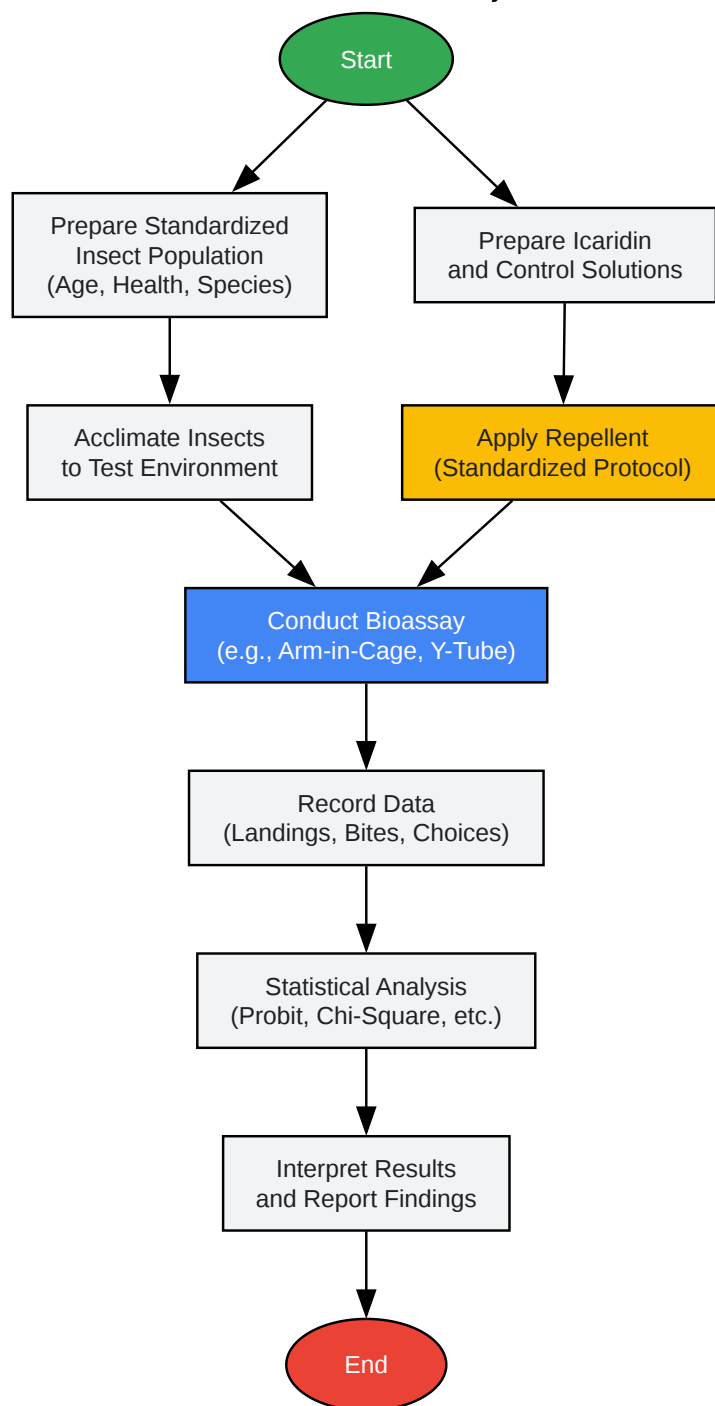 Start
Prepare Standardized
Insect Population
(Age, Health, Species)
Prepare Icaridin
and Control Solutions
Acclimate Insects
to Test Environment
Apply Repellent
(Standardized Protocol)
Conduct Bioassay
(e.g., Arm-in-Cage, Y-Tube)
Record Data
(Landings, Bites, Choices)
Statistical Analysis
(Probit, Chi-Square, etc.)
Interpret Results
and Report Findings
End